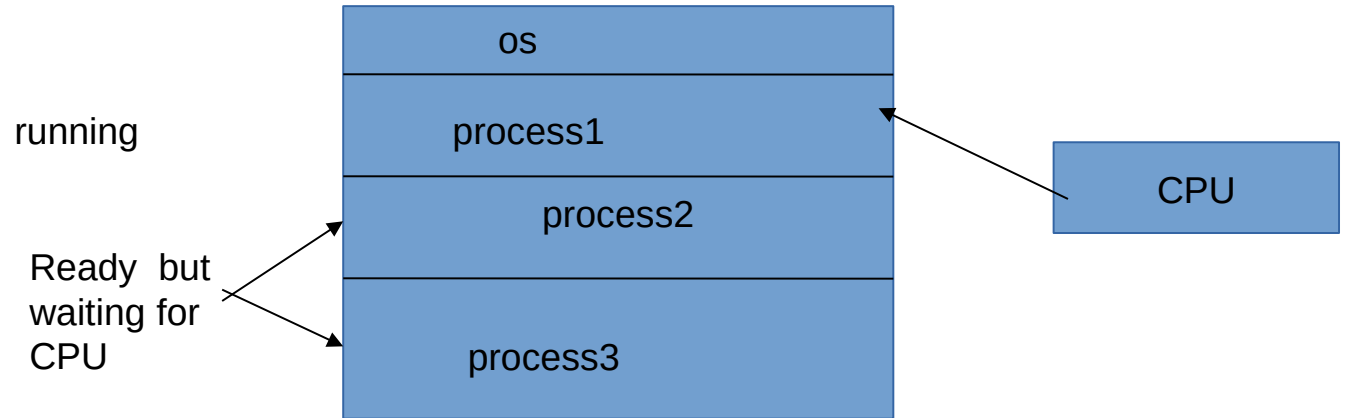 os
running
process1
CPU
process2
Ready but
waiting for
CPU
process3